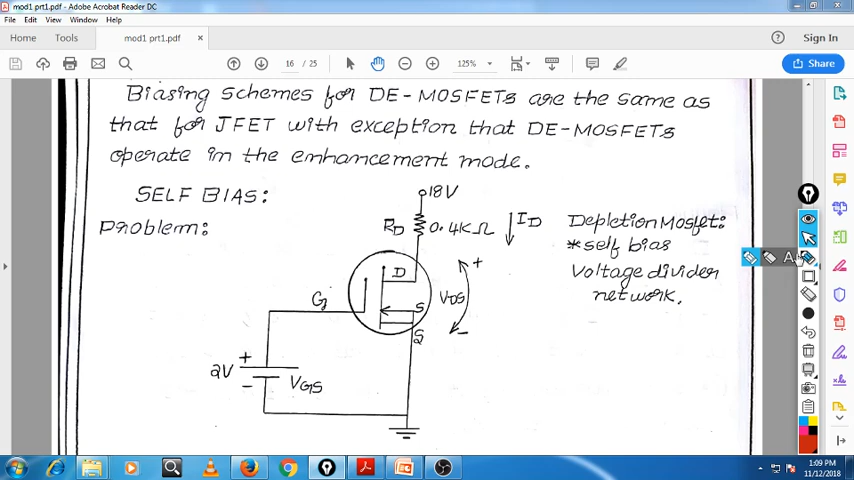 mod1 prt1.pdf - Adobe Acrobat Reader DC
File Edit View Window Help
Home Tools mod1 prt1.pdf × Sign In
16 / 25 125% Share
Biasing schemes for DE-MOSFETs are the same as
that for JFET with exception that DE-MOSFETs
operate in the enhancement mode.
SELF BIAS:
18V
Problem:
RD 0.4KΩ ID
Depletion Mosfet:
*self bias
Voltage divider
network.
D
+
G
VDS
S
S
-
+
2V
- VGS
1:09 PM
11/12/2018